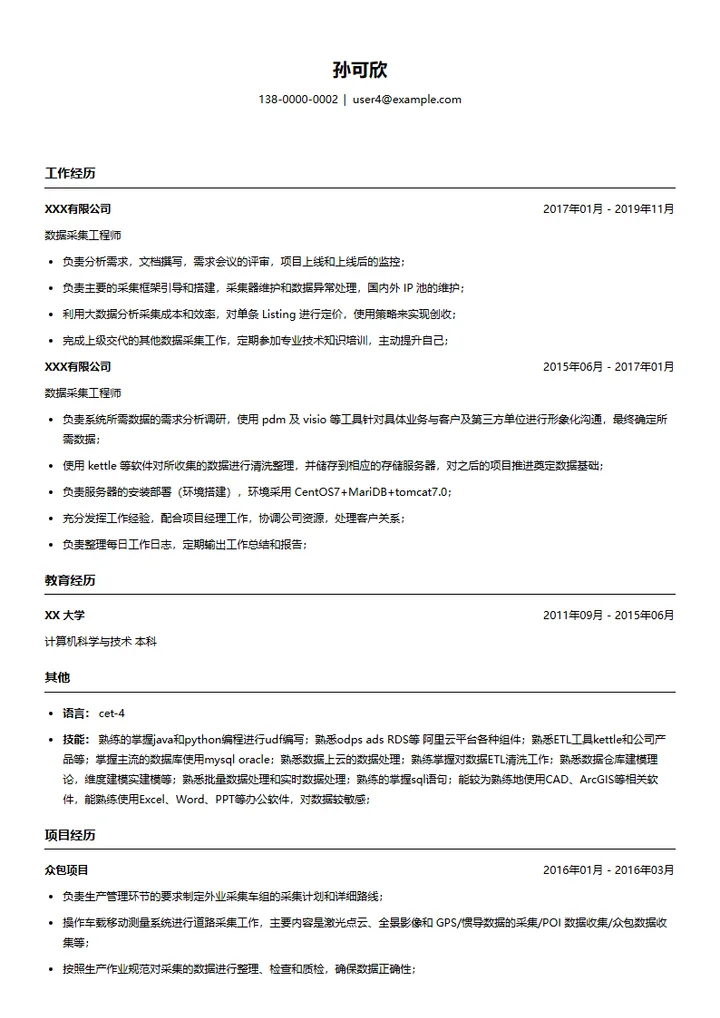 孙可欣
138-0000-0002 | user4@example.com
工作经历
XXX有限公司 2017年01月 - 2019年11月
数据采集工程师
• 负责分析需求，文档撰写，需求会议的评审，项目上线和上线后的监控；
• 负责主要的采集框架引导和搭建，采集器维护和数据异常处理，国内外 IP 池的维护；
• 利用大数据分析采集成本和效率，对单条 Listing 进行定价，使用策略来实现创收；
• 完成上级交代的其他数据采集工作，定期参加专业技术知识培训，主动提升自己；
XXX有限公司 2015年06月 - 2017年01月
数据采集工程师
• 负责系统所需数据的需求分析调研，使用 pdm 及 visio 等工具针对具体业务与客户及第三方单位进行形象化沟通，最终确定所
需数据；
• 使用 kettle 等软件对所收集的数据进行清洗整理，并储存到相应的存储服务器，对之后的项目推进奠定数据基础；
• 负责服务器的安装部署（环境搭建），环境采用 CentOS7+MariDB+tomcat7.0；
• 充分发挥工作经验，配合项目经理工作，协调公司资源，处理客户关系；
• 负责整理每日工作日志，定期输出工作总结和报告；
教育经历
XX 大学 2011年09月 - 2015年06月
计算机科学与技术 本科
其他
• 语言： cet-4
• 技能： 熟练的掌握java和python编程进行udf编写；熟悉odps ads RDS等 阿里云平台各种组件；熟悉ETL工具kettle和公司产
品等；掌握主流的数据库使用mysql oracle；熟悉数据上云的数据处理；熟练掌握对数据ETL清洗工作；熟悉数据仓库建模理
论，维度建模实建模等；熟悉批量数据处理和实时数据处理；熟练的掌握sql语句；能较为熟练地使用CAD、ArcGIS等相关软
件，能熟练使用Excel、Word、PPT等办公软件，对数据较敏感；
项目经历
众包项目 2016年01月 - 2016年03月
• 负责生产管理环节的要求制定外业采集车组的采集计划和详细路线；
• 操作车载移动测量系统进行道路采集工作，主要内容是激光点云、全景影像和 GPS/惯导数据的采集/POI 数据收集/众包数据收
集等；
• 按照生产作业规范对采集的数据进行整理、检查和质检，确保数据正确性；